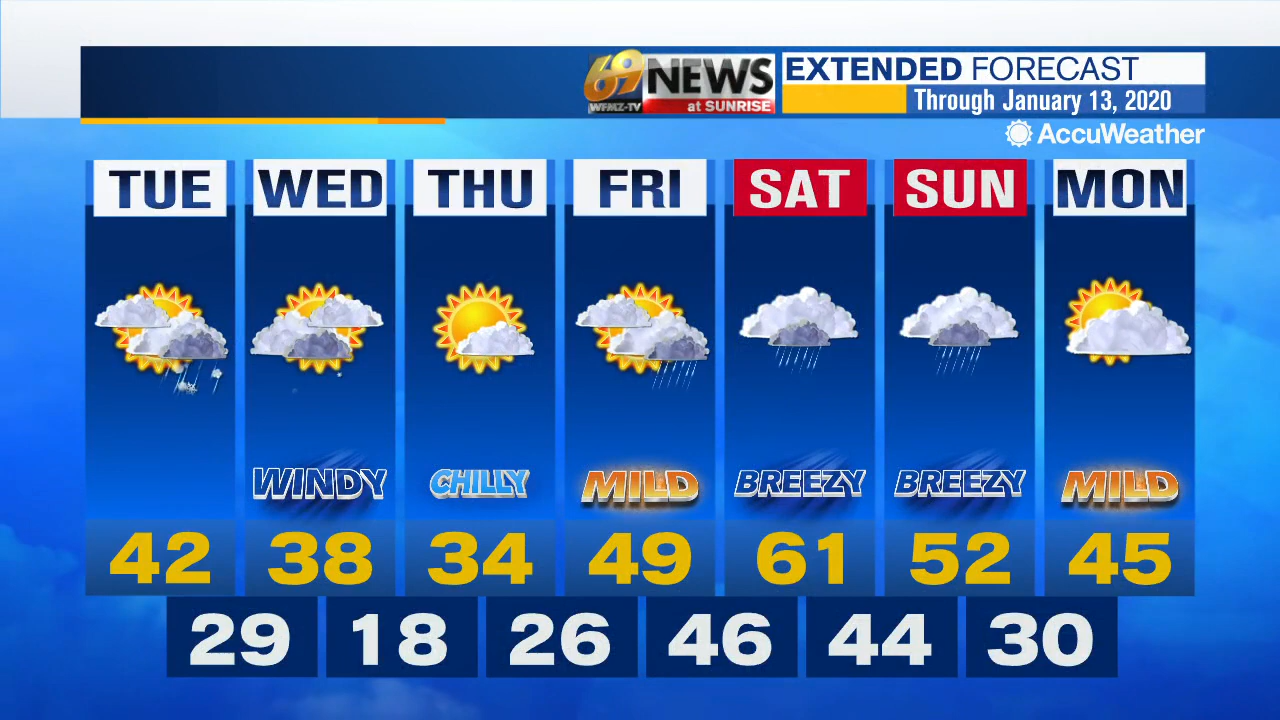 69 NEWS
WFMZ-TV at SUNRISE
EXTENDED FORECAST
Through January 13, 2020
AccuWeather
TUE WED THU FRI SAT SUN MON
WINDY CHILLY MILD BREEZY BREEZY MILD
42 38 34 49 61 52 45
29 18 26 46 44 30